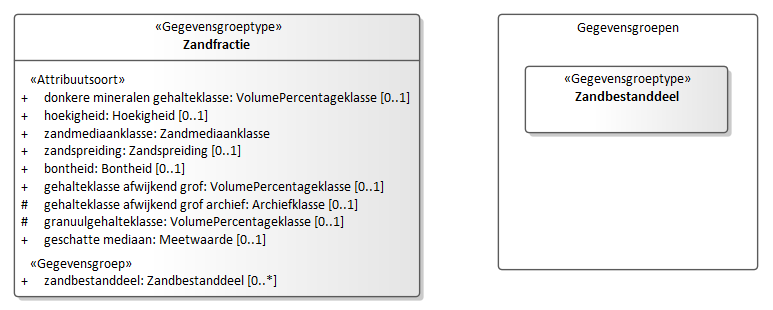 «Gegevensgroeptype»
Zandfractie
«Attribuutsoort»
+ donkere mineralen gehalteklasse: VolumePercentageklasse [0..1]
+ hoekigheid: Hoekigheid [0..1]
+ zandmediaanklasse: Zandmediaanklasse
+ zandspreiding: Zandspreiding [0..1]
+ bontheid: Bontheid [0..1]
+ gehalteklasse afwijkend grof: VolumePercentageklasse [0..1]
# gehalteklasse afwijkend grof archief: Archiefklasse [0..1]
# granuulgehalteklasse: VolumePercentageklasse [0..1]
+ geschatte mediaan: Meetwaarde [0..1]
«Gegevensgroep»
+ zandbestanddeel: Zandbestanddeel [0..*]
Gegevensgroepen
«Gegevensgroeptype»
Zandbestanddeel